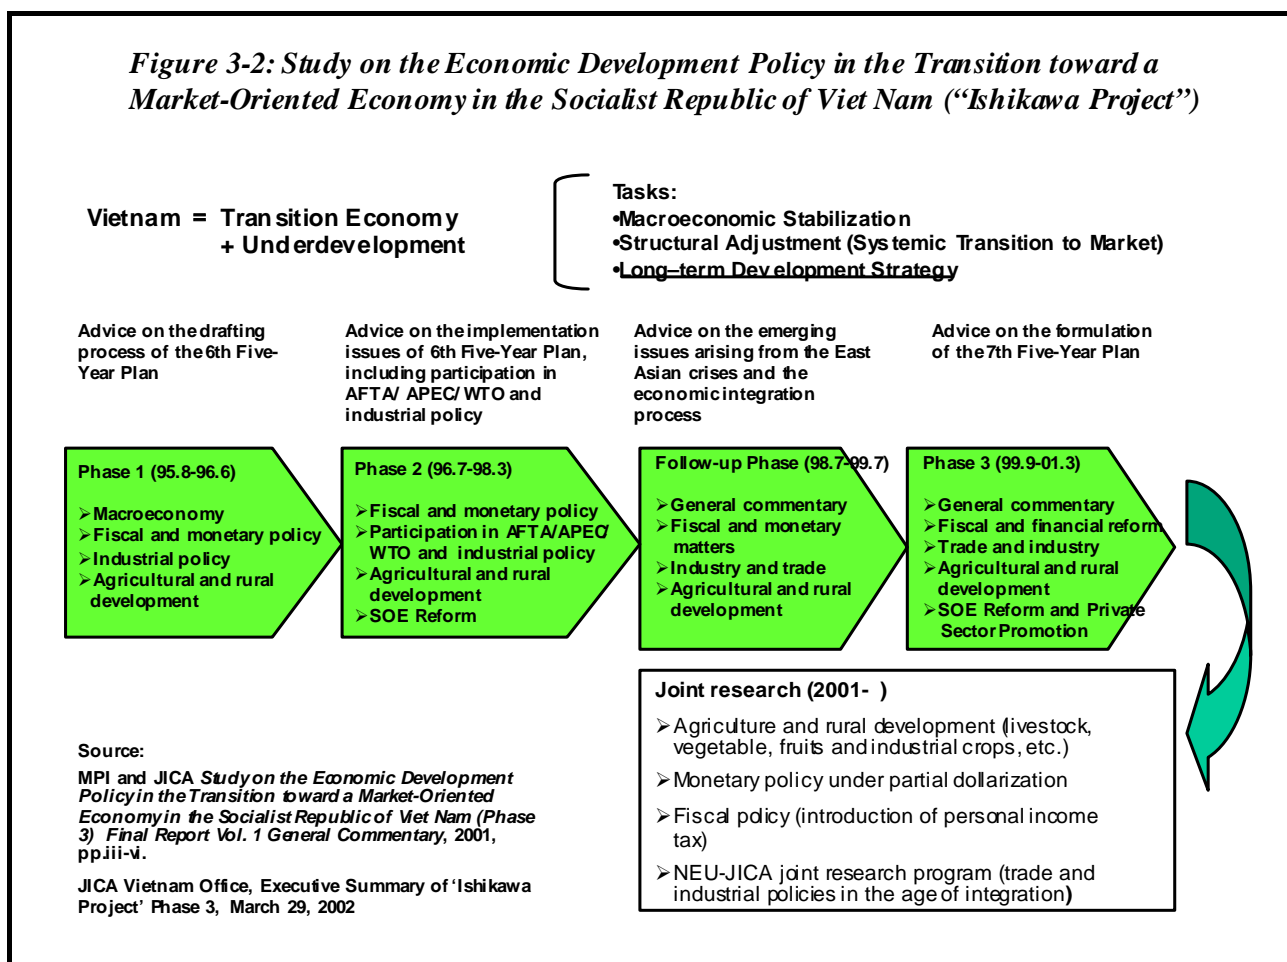 Figure 3-2: Study on the Economic Development Policy in the Transition toward a
Market-Oriented Economy in the Socialist Republic of Viet Nam (“Ishikawa Project”)
Vietnam = Transition Economy
+ Underdevelopment
Tasks:
•Macroeconomic Stabilization
•Structural Adjustment (Systemic Transition to Market)
•Long–term Development Strategy
Advice on the drafting
process of the 6th Five-
Year Plan
Advice on the implementation
issues of 6th Five-Year Plan,
including participation in
AFTA/ APEC/ WTO and
industrial policy
Advice on the emerging
issues arising from the East
Asian crises and the
economic integration
process
Advice on the formulation
of the 7th Five-Year Plan
Phase 1 (95.8-96.6)
➢Macroeconomy
➢Fiscal and monetary policy
➢Industrial policy
➢Agricultural and rural
development
Phase 2 (96.7-98.3)
➢Fiscal and monetary policy
➢Participation in AFTA/APEC/
WTO and industrial policy
➢Agricultural and rural
development
➢SOE Reform
Follow-up Phase (98.7-99.7)
➢General commentary
➢Fiscal and monetary
matters
➢Industry and trade
➢Agricultural and rural
development
Phase 3 (99.9-01.3)
➢General commentary
➢Fiscal and financial reform
➢Trade and industry
➢Agricultural and rural
development
➢SOE Reform and Private
Sector Promotion
Joint research (2001- )
➢Agriculture and rural development (livestock,
vegetable, fruits and industrial crops, etc.)
➢Monetary policy under partial dollarization
➢Fiscal policy (introduction of personal income
tax)
➢NEU-JICA joint research program (trade and
industrial policies in the age of integration)
Source:
MPI and JICA Study on the Economic Development
Policy in the Transition toward a Market-Oriented
Economy in the Socialist Republic of Viet Nam (Phase
3) Final Report Vol. 1 General Commentary, 2001,
pp.iii-vi.
JICA Vietnam Office, Executive Summary of ‘Ishikawa
Project’ Phase 3, March 29, 2002